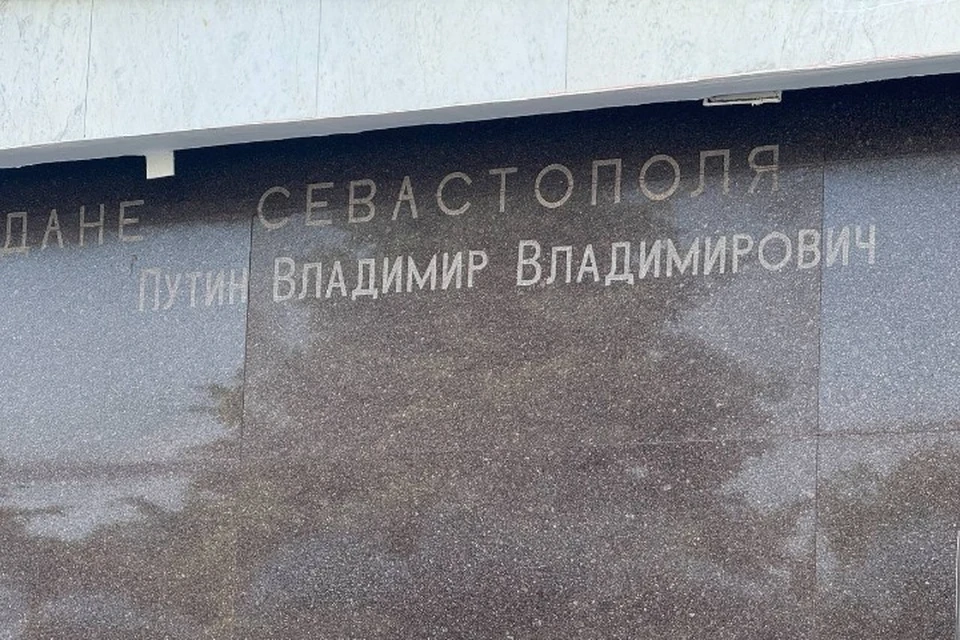 ДАНЕ СЕВАСТОПОЛЯ
Путин Владимир Владимирович